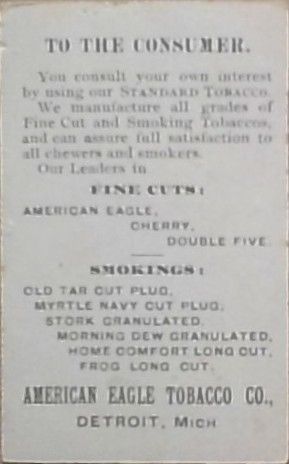 TO THE CONSUMER.
You consult your own interest
by using our STANDARD TOBACCO.
We manufacture all grades of
Fine Cut and Smoking Tobaccos,
and can assure full satisfaction to
all chewers and smokers.
Our Leaders in
FINE CUTS:
AMERICAN EAGLE,
CHERRY,
DOUBLE FIVE.
SMOKINGS:
OLD TAR CUT PLUG,
MYRTLE NAVY CUT PLUG,
STORK GRANULATED,
MORNING DEW GRANULATED,
HOME COMFORT LONG CUT,
FROG LONG CUT.
AMERICAN EAGLE TOBACCO CO.,
DETROIT, MICH